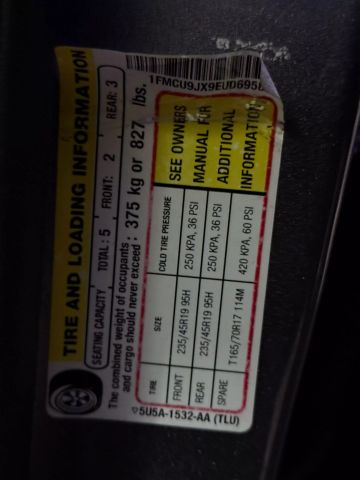 TIRE AND LOADING INFORMATION
SEATING CAPACITY TOTAL : 5 FRONT: 2 REAR: 3
The combined weight of occupants
and cargo should never exceed : 375 kg or 827 lbs.
TIRE SIZE COLD TIRE PRESSURE SEE OWNERS
MANUAL FOR
ADDITIONAL
INFORMATION
FRONT 235/45R19 95H 250 KPA, 36 PSI
REAR 235/45R19 95H 250 KPA, 36 PSI
SPARE T165/70R17 114M 420 KPA, 60 PSI
5U5A-1532-AA (TLU)
1FMCU9JX9EUD6958